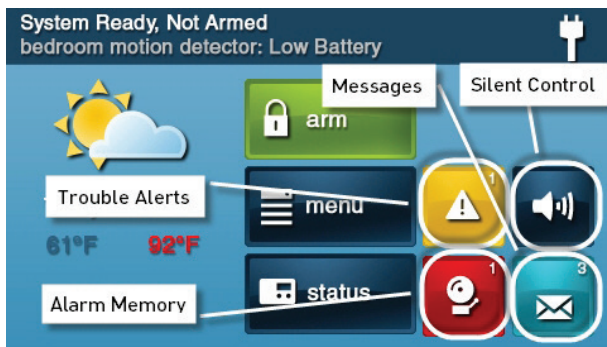 System Ready, Not Armed
bedroom motion detector: Low Battery
Messages
Silent Control
arm
Trouble Alerts
menu
1
61°F 92°F
Alarm Memory
status
1
3